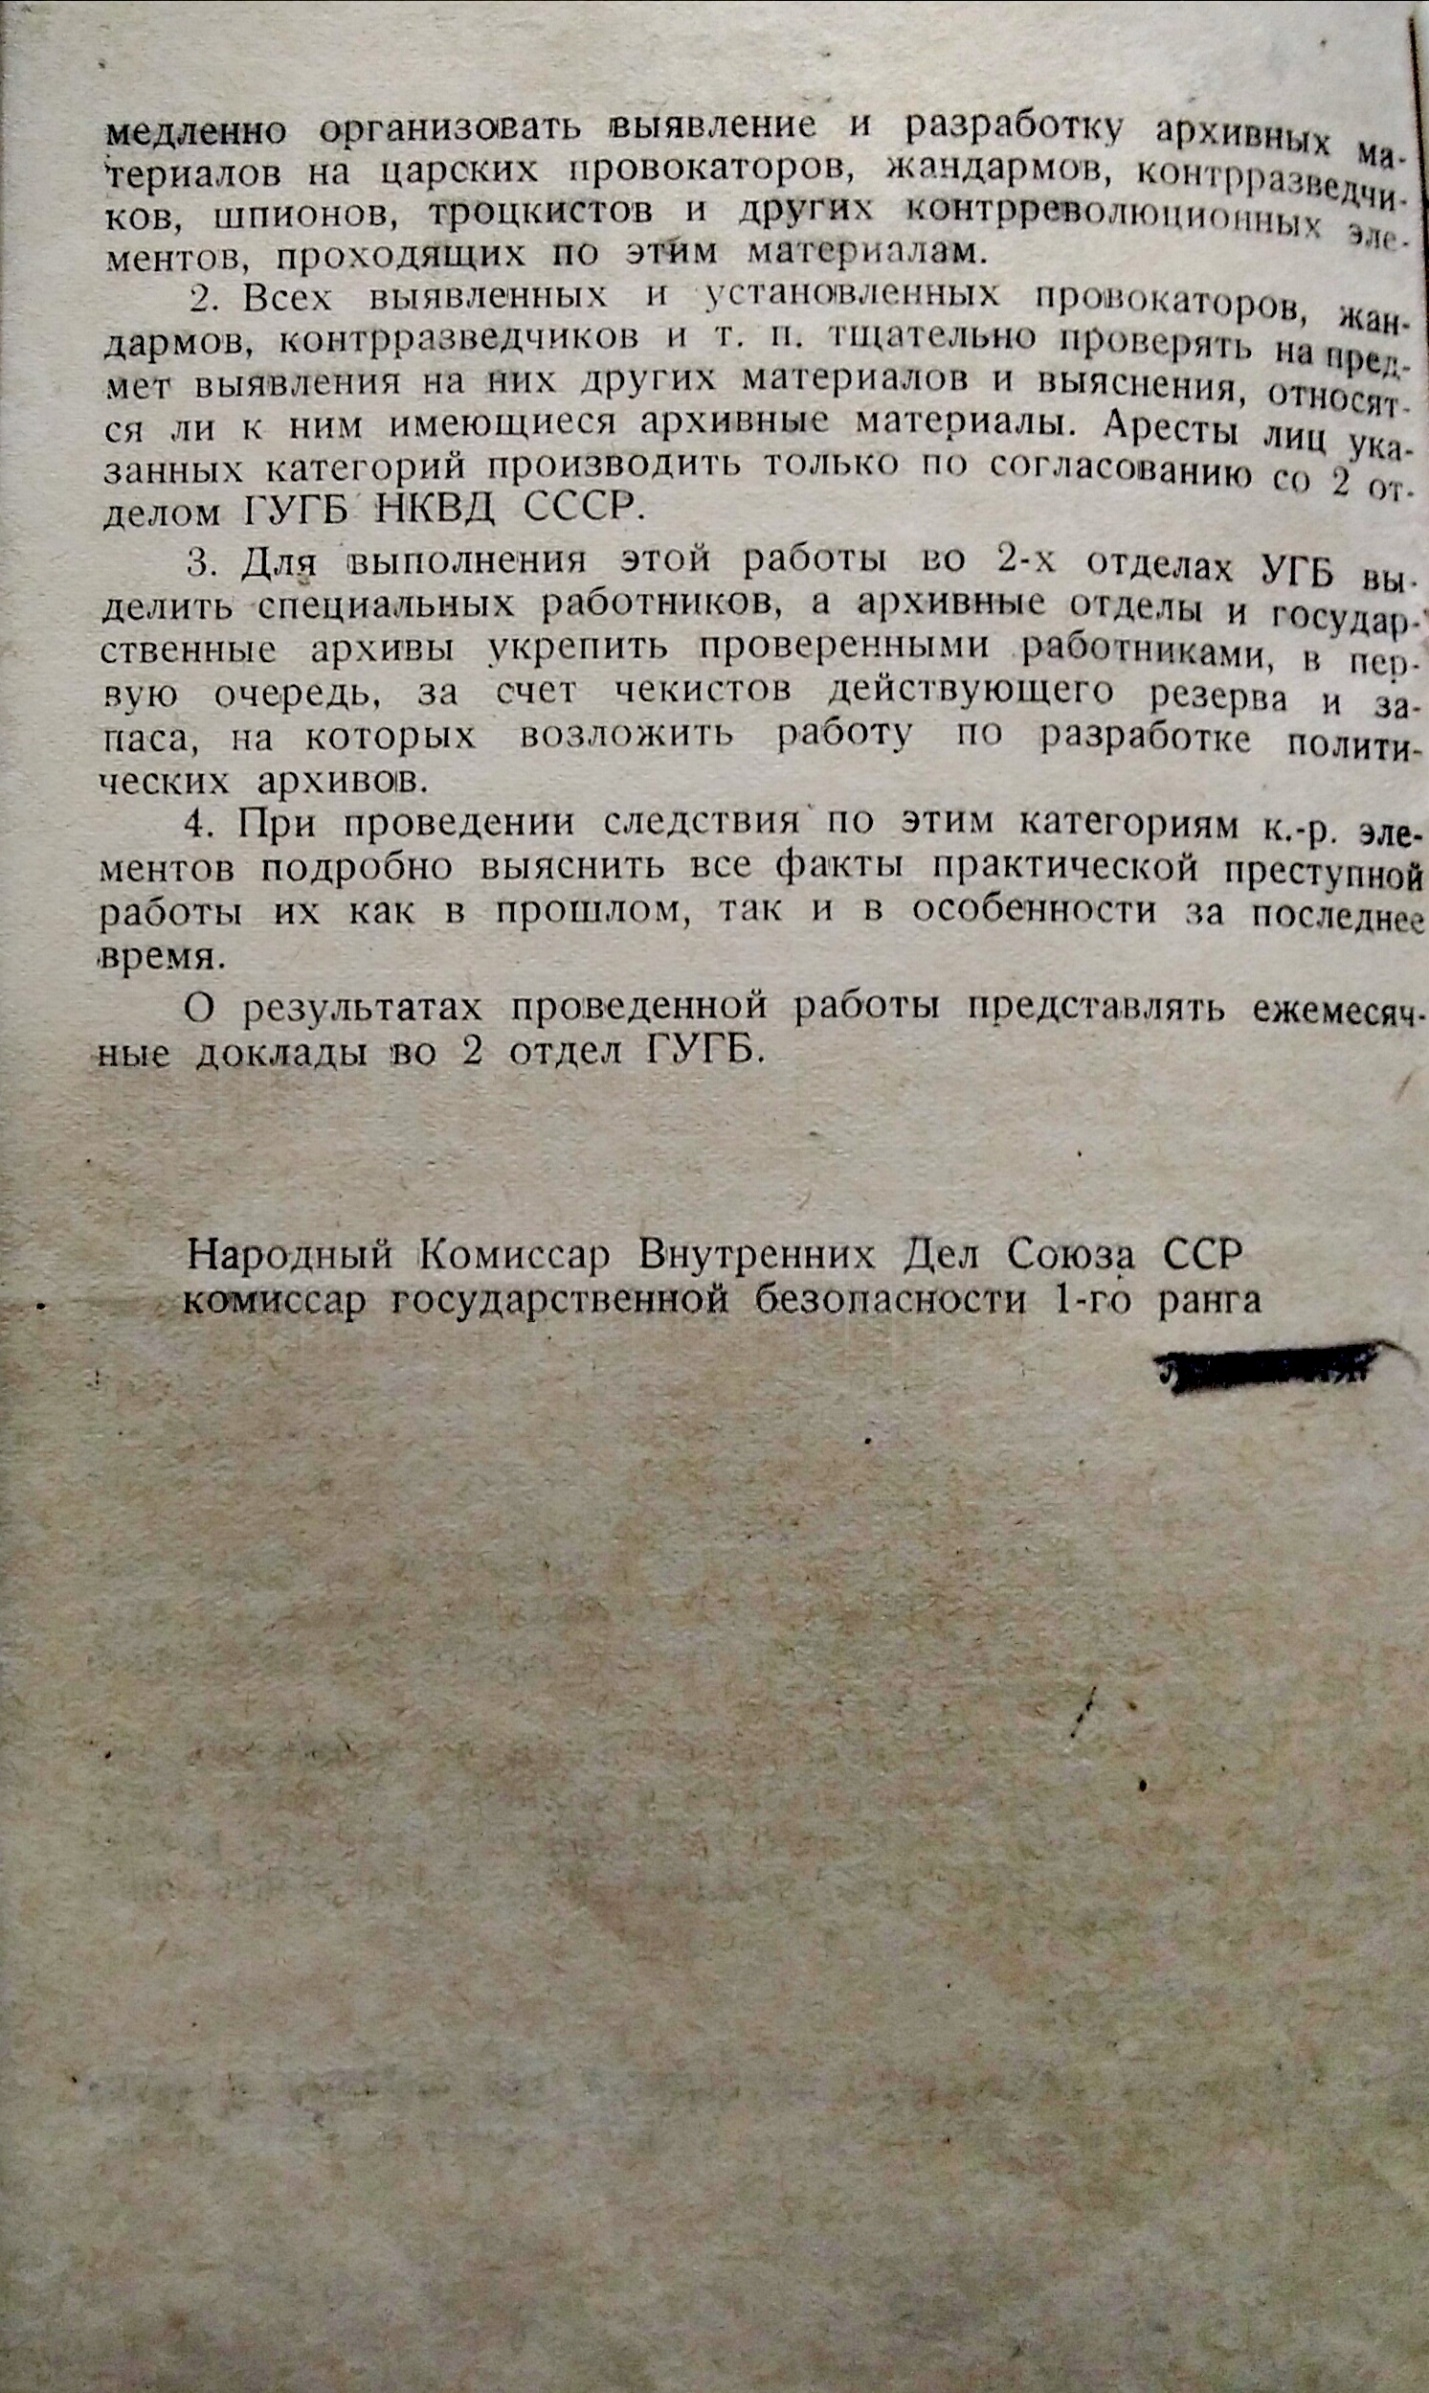 медленно организовать выявление и разработку архивных ма-
териалов на царских провокаторов, жандармов, контрразведчи-
ков, шпионов, троцкистов и других контрреволюционных эле-
ментов, проходящих по этим материалам.
2. Всех выявленных и установленных провокаторов, жан-
дармов, контрразведчиков и т. п. тщательно проверять на пред-
мет выявления на них других материалов и выяснения, относят-
ся ли к ним имеющиеся архивные материалы. Аресты лиц ука-
занных категорий производить только по согласованию со 2 от-
делом ГУГБ НКВД СССР.
3. Для выполнения этой работы во 2-х отделах УГБ вы-
делить специальных работников, а архивные отделы и государ-
ственные архивы укрепить проверенными работниками, в пер-
вую очередь, за счет чекистов действующего резерва и за-
паса, на которых возложить работу по разработке полити-
ческих архивов.
4. При проведении следствия по этим категориям к.-р. эле-
ментов подробно выяснить все факты практической преступной
работы их как в прошлом, так и в особенности за последнее
время.
О результатах проведенной работы представлять ежемесяч-
ные доклады во 2 отдел ГУГБ.
Народный Комиссар Внутренних Дел Союза ССР
комиссар государственной безопасности 1-го ранга